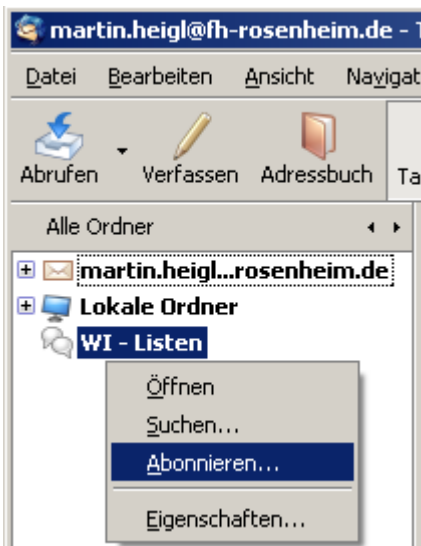 martin.heigl@fh-rosenheim.de -
Datei Bearbeiten Ansicht Navigat
Abrufen Verfassen Adressbuch Ta
Alle Ordner
martin.heigl...rosenheim.de
Lokale Ordner
WI - Listen
Öffnen
Suchen...
Abonnieren...
Eigenschaften...